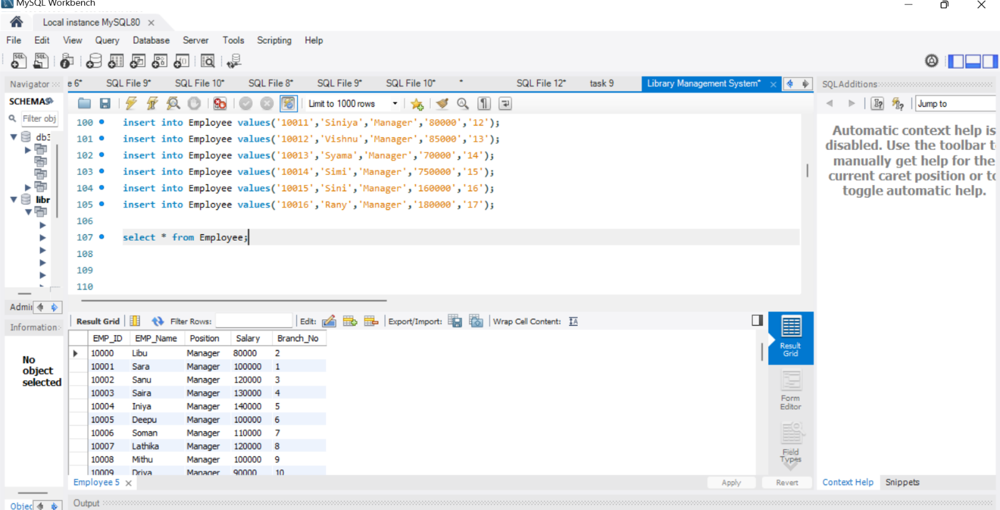 MySQL Workbench
Local instance MySQL80
File Edit View Query Database Server Tools Scripting Help
Navigator
e 6* SQL File 9* SQL File 10* SQL File 8* SQL File 9* SQL File 10* * SQL File 12* task 9 Library Management System*
SQLAdditions
SCHEMAS
Filter obj
Limit to 1000 rows
Jump to
db3
libr
100 insert into Employee values('10011','Siniya','Manager','80000','12');
101 insert into Employee values('10012','Vishnu','Manager','85000','13');
102 insert into Employee values('10013','Syama','Manager','70000','14');
103 insert into Employee values('10014','Simi','Manager','750000','15');
104 insert into Employee values('10015','Sini','Manager','160000','16');
105 insert into Employee values('10016','Rany','Manager','180000','17');
106
107 select * from Employee;
108
109
110
Automatic context help is
disabled. Use the toolbar t
manually get help for the
current caret position or to
toggle automatic help.
Admi
Information
No
object
selected
Result Grid Filter Rows: Edit: Export/Import: Wrap Cell Content:
EMP_ID EMP_Name Position Salary Branch_No
10000 Libu Manager 80000 2
10001 Sara Manager 100000 1
10002 Sanu Manager 120000 3
10003 Saira Manager 130000 4
10004 Iniya Manager 140000 5
10005 Deepu Manager 100000 6
10006 Soman Manager 110000 7
10007 Lathika Manager 120000 8
10008 Mithu Manager 100000 9
10009 Driya Manager 90000 10
Result
Grid
Form
Editor
Field
Types
Employee 5
Apply Revert
Context Help Snippets
Objec
Output